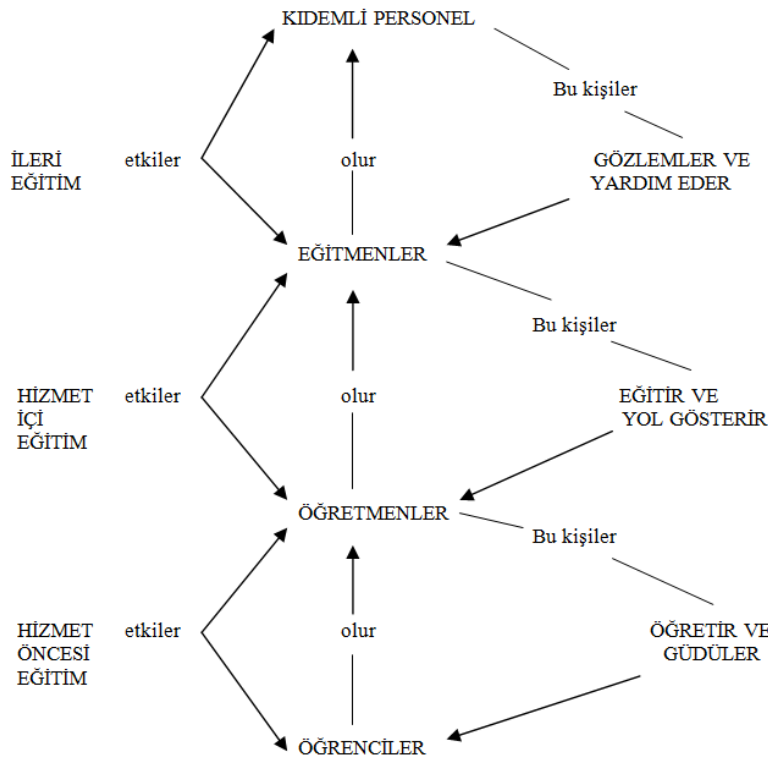 KIDEMLİ PERSONEL
Bu kişiler
İLERİ
EĞİTİM
etkiler
olur
GÖZLEMLER VE
YARDIM EDER
EĞİTMENLER
Bu kişiler
HİZMET
İÇİ
EĞİTİM
etkiler
olur
EĞİTİR VE
YOL GÖSTERİR
ÖĞRETMENLER
Bu kişiler
HİZMET
ÖNCESİ
EĞİTİM
etkiler
olur
ÖĞRETİR VE
GÜDÜLER
ÖĞRENCİLER